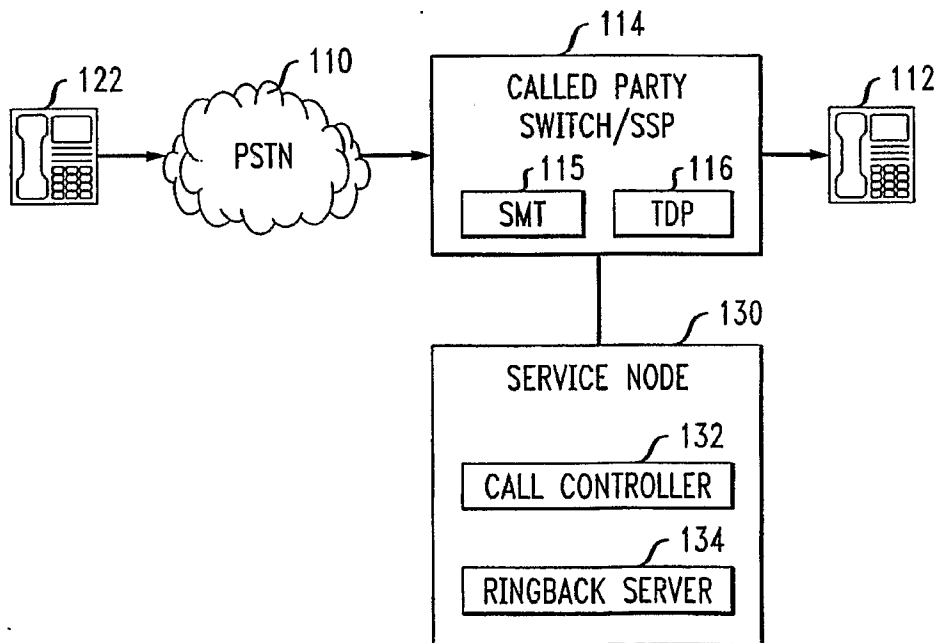 114
110
122
112
CALLED PARTY
SWITCH/SSP
PSTN
115
116
SMT
TDP
130
SERVICE NODE
132
CALL CONTROLLER
134
RINGBACK SERVER